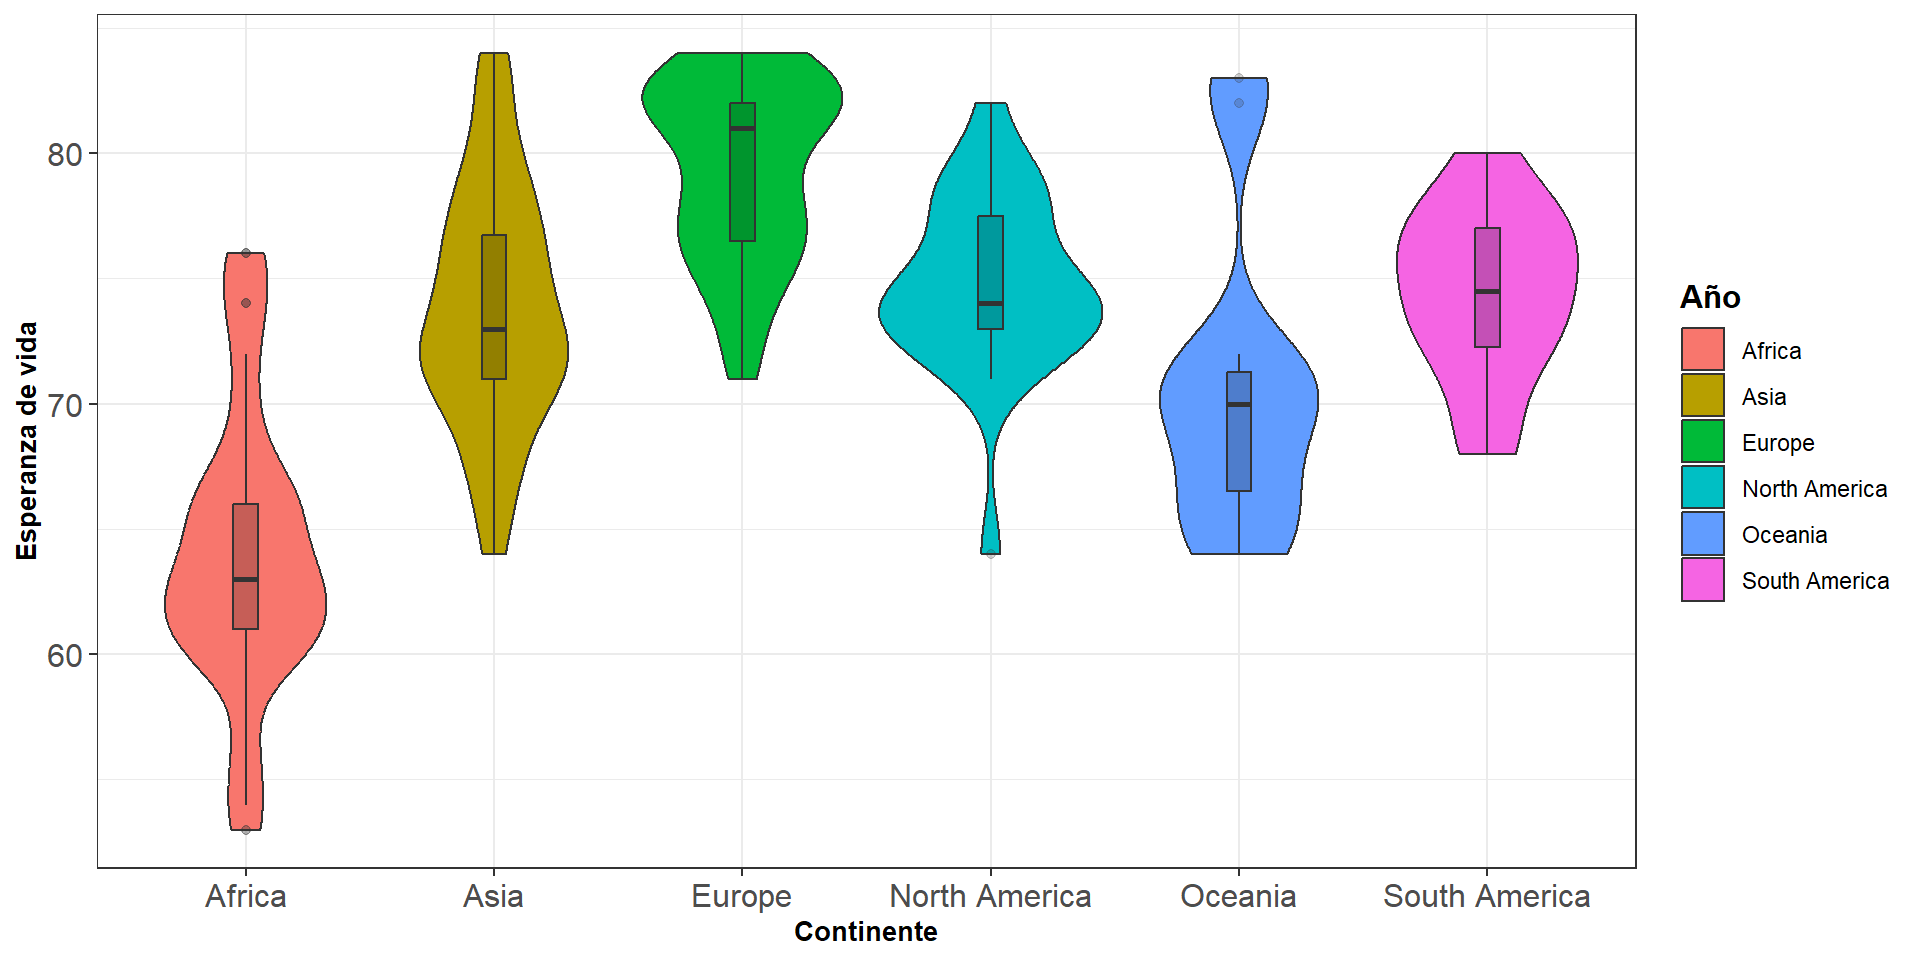 Esperanza de vida
80
70
60
Africa
Asia
Europe
North America
Oceania
South America
Continente
Año
Africa
Asia
Europe
North America
Oceania
South America